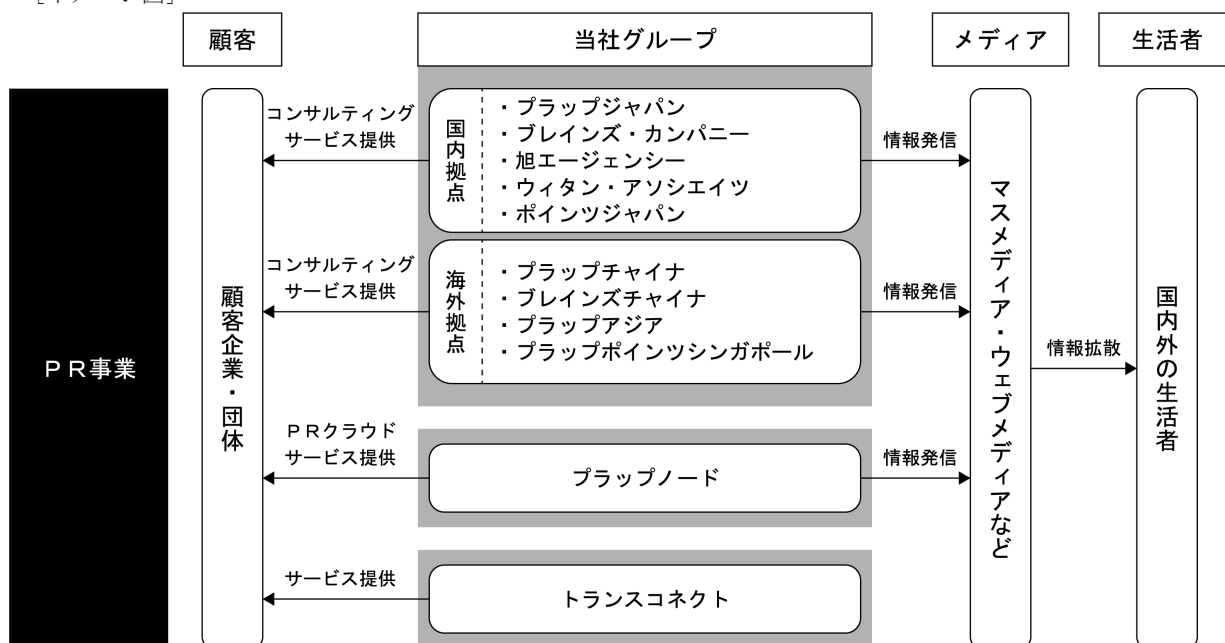 顧客
当社グループ
メディア
生活者
PR事業
顧客企業・団体
コンサルティング
サービス提供
国内拠点
・プラップジャパン
・ブレインズ・カンパニー
・旭エージェンシー
・ウィタン・アソシエイツ
・ポインツジャパン
情報発信
コンサルティング
サービス提供
海外拠点
・プラップチャイナ
・ブレインズチャイナ
・プラップアジア
・プラップポインツシンガポール
情報発信
PRクラウド
サービス提供
プラップノード
情報発信
サービス提供
トランスコネクト
マスメディア・ウェブメディアなど
情報拡散
国内外の生活者